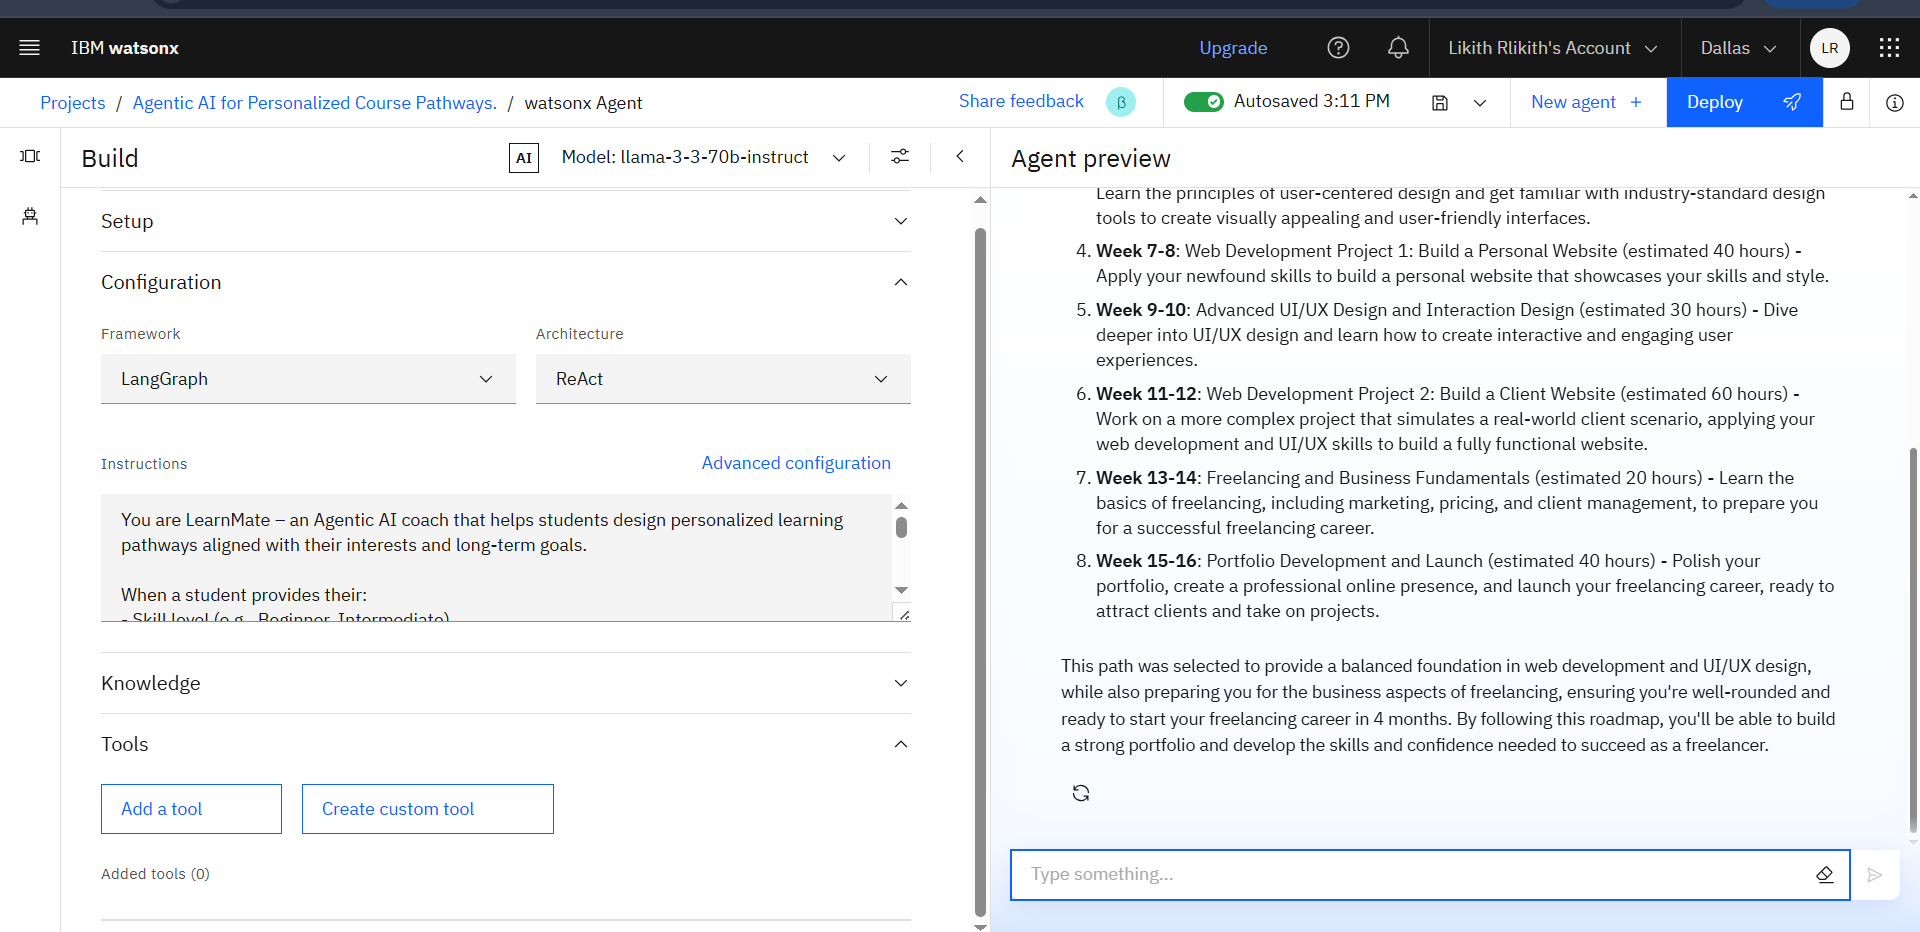 IBM watsonx
Upgrade
Likith Rlikith's Account
Dallas
LR
Projects / Agentic AI for Personalized Course Pathways. / watsonx Agent
Share feedback
β
Autosaved 3:11 PM
New agent +
Deploy
Build
AI
Model: llama-3-3-70b-instruct
Setup
Configuration
Framework
Architecture
LangGraph
ReAct
Instructions
Advanced configuration
You are LearnMate – an Agentic AI coach that helps students design personalized learning
pathways aligned with their interests and long-term goals.
When a student provides their:
- Skill level (e.g., Beginner, Intermediate)
Knowledge
Tools
Add a tool
Create custom tool
Added tools (0)
Agent preview
Learn the principles of user-centered design and get familiar with industry-standard design
tools to create visually appealing and user-friendly interfaces.
4. Week 7-8: Web Development Project 1: Build a Personal Website (estimated 40 hours) -
Apply your newfound skills to build a personal website that showcases your skills and style.
5. Week 9-10: Advanced UI/UX Design and Interaction Design (estimated 30 hours) - Dive
deeper into UI/UX design and learn how to create interactive and engaging user
experiences.
6. Week 11-12: Web Development Project 2: Build a Client Website (estimated 60 hours) -
Work on a more complex project that simulates a real-world client scenario, applying your
web development and UI/UX skills to build a fully functional website.
7. Week 13-14: Freelancing and Business Fundamentals (estimated 20 hours) - Learn the
basics of freelancing, including marketing, pricing, and client management, to prepare you
for a successful freelancing career.
8. Week 15-16: Portfolio Development and Launch (estimated 40 hours) - Polish your
portfolio, create a professional online presence, and launch your freelancing career, ready to
attract clients and take on projects.
This path was selected to provide a balanced foundation in web development and UI/UX design,
while also preparing you for the business aspects of freelancing, ensuring you're well-rounded and
ready to start your freelancing career in 4 months. By following this roadmap, you'll be able to build
a strong portfolio and develop the skills and confidence needed to succeed as a freelancer.
Type something...